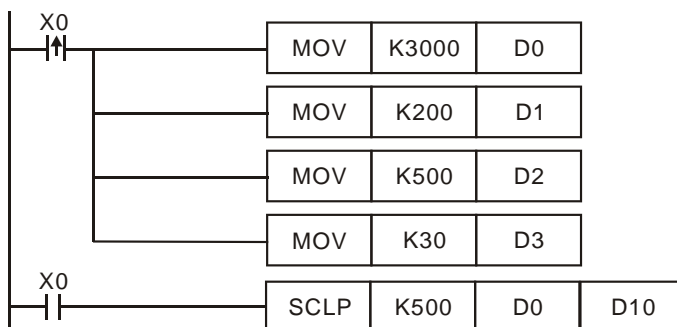 X0
MOV K3000 D0
MOV K200 D1
MOV K500 D2
MOV K30 D3
X0
SCLP K500 D0 D10